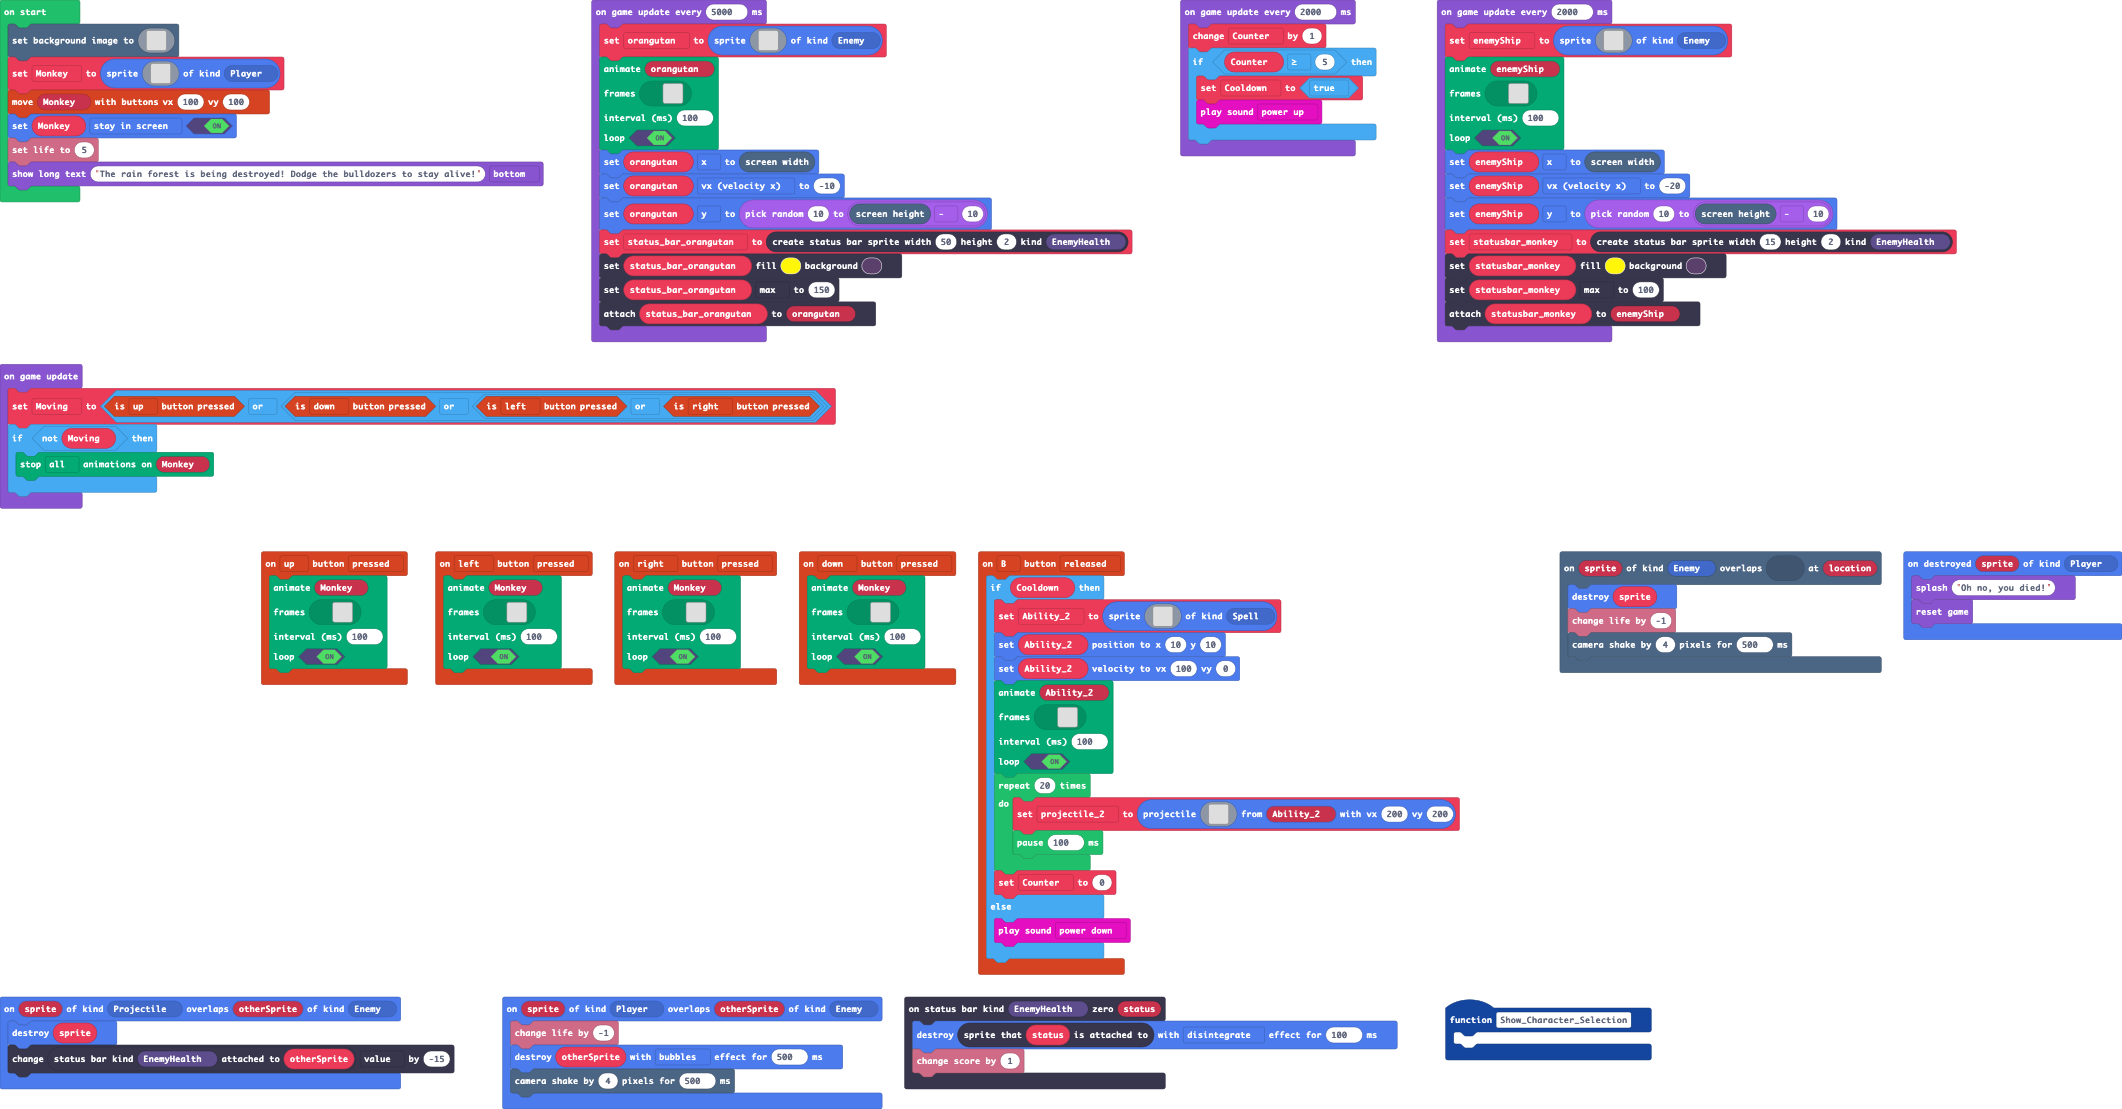 on start
set background image to
set Monkey to sprite of kind Player
move Monkey with buttons vx 100 vy 100
set Monkey stay in screen ON
set life to 5
show long text "The rain forest is being destroyed! Dodge the bulldozers to stay alive!" bottom
on game update every 5000 ms
set orangutan to sprite of kind Enemy
animate orangutan
frames
interval (ms) 100
loop ON
set orangutan x to screen width
set orangutan vx (velocity x) to -10
set orangutan y to pick random 10 to screen height - 10
set status_bar_orangutan to create status bar sprite width 50 height 2 kind EnemyHealth
set status_bar_orangutan fill background
set status_bar_orangutan max to 150
attach status_bar_orangutan to orangutan
on game update every 2000 ms
change Counter by 1
if Counter ≥ 5 then
set Cooldown to true
play sound power up
on game update every 2000 ms
set enemyShip to sprite of kind Enemy
animate enemyShip
frames
interval (ms) 100
loop ON
set enemyShip x to screen width
set enemyShip vx (velocity x) to -20
set enemyShip y to pick random 10 to screen height - 10
set statusbar_monkey to create status bar sprite width 15 height 2 kind EnemyHealth
set statusbar_monkey fill background
set statusbar_monkey max to 100
attach statusbar_monkey to enemyShip
on game update
set Moving to is up button pressed or is down button pressed or is left button pressed or is right button pressed
if not Moving then
stop all animations on Monkey
on up button pressed
animate Monkey
frames
interval (ms) 100
loop ON
on left button pressed
animate Monkey
frames
interval (ms) 100
loop ON
on right button pressed
animate Monkey
frames
interval (ms) 100
loop ON
on down button pressed
animate Monkey
frames
interval (ms) 100
loop ON
on B button released
if Cooldown then
set Ability_2 to sprite of kind Spell
set Ability_2 position to x 10 y 10
set Ability_2 velocity to vx 100 vy 0
animate Ability_2
frames
interval (ms) 100
loop ON
repeat 20 times
do
set projectile_2 to projectile from Ability_2 with vx 200 vy 200
pause 100 ms
set Counter to 0
else
play sound power down
on sprite of kind Enemy overlaps at location
destroy sprite
change life by -1
camera shake by 4 pixels for 500 ms
on destroyed sprite of kind Player
splash "Oh no, you died!"
reset game
on sprite of kind Projectile overlaps otherSprite of kind Enemy
destroy sprite
change status bar kind EnemyHealth attached to otherSprite value by -15
on sprite of kind Player overlaps otherSprite of kind Enemy
change life by -1
destroy otherSprite with bubbles effect for 500 ms
camera shake by 4 pixels for 500 ms
on status bar kind EnemyHealth zero status
destroy sprite that status is attached to with disintegrate effect for 100 ms
change score by 1
function Show_Character_Selection